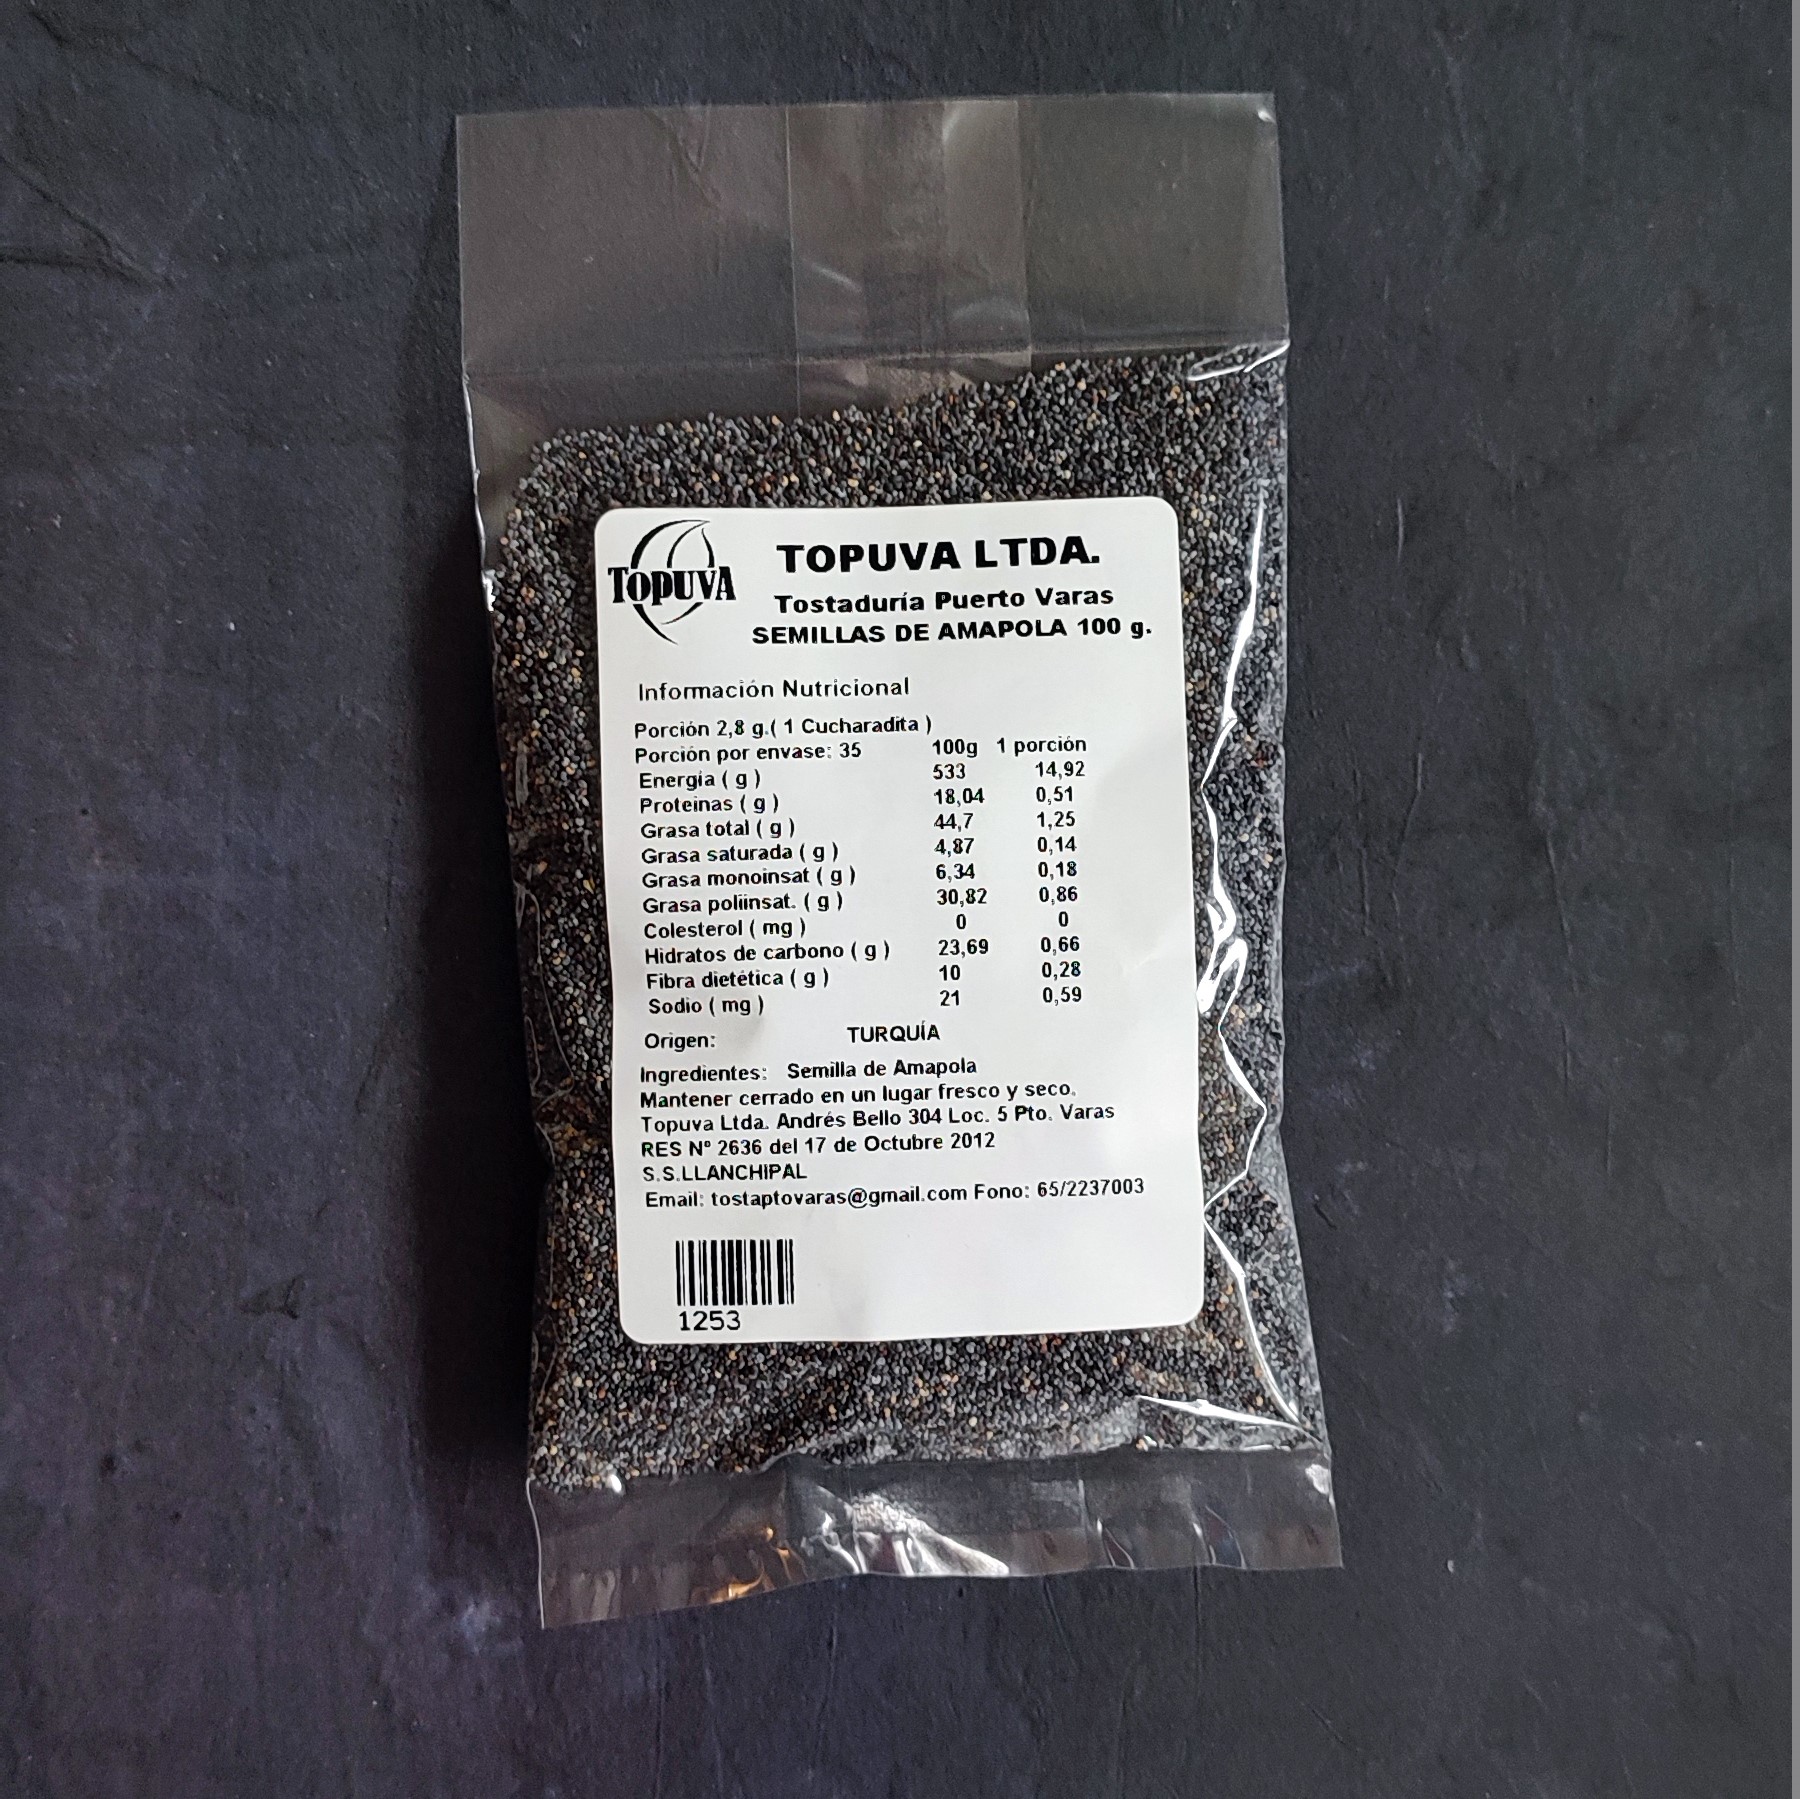 TOPUVA
TOPUVA LTDA.
Tostaduría Puerto Varas
SEMILLAS DE AMAPOLA 100 g.
Información Nutricional
Porción 2,8 g.( 1 Cucharadita )
Porción por envase: 35 100g 1 porción
Energía ( g ) 533 14,92
Proteinas ( g ) 18,04 0,51
Grasa total ( g ) 44,7 1,25
Grasa saturada ( g ) 4,87 0,14
Grasa monoinsat ( g ) 6,34 0,18
Grasa poliinsat. ( g ) 30,82 0,86
Colesterol ( mg ) 0 0
Hidratos de carbono ( g ) 23,69 0,66
Fibra dietética ( g ) 10 0,28
Sodio ( mg ) 21 0,59
Origen: TURQUÍA
Ingredientes: Semilla de Amapola
Mantener cerrado en un lugar fresco y seco.
Topuva Ltda. Andrés Bello 304 Loc. 5 Pto. Varas
RES Nº 2636 del 17 de Octubre 2012
S.S.LLANCHIPAL
Email: tostaptovaras@gmail.com Fono: 65/2237003
1253